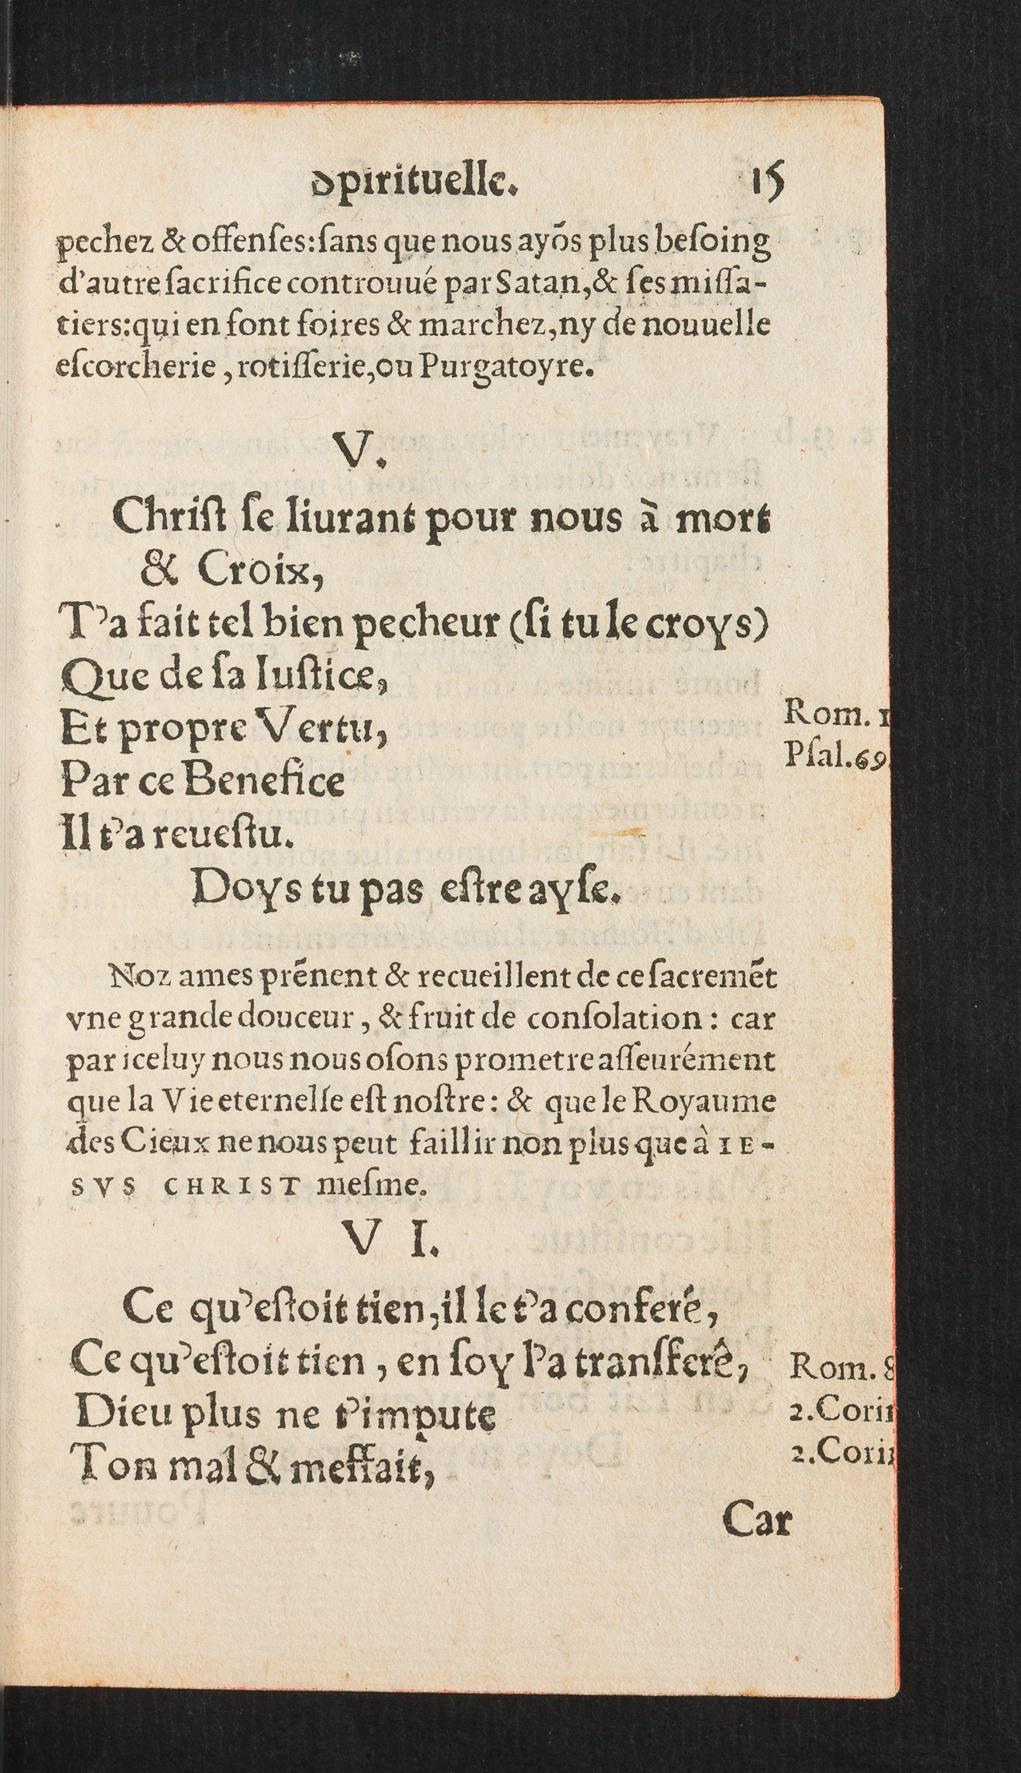 Spirituelle. 15
pechez & offenſes:ſans que nous ayõs plus beſoing
d'autre ſacrifice controuué par Satan,& ſes miſſa-
tiers:qui en font foires & marchez,ny de nouuelle
eſcorcherie , rotiſſerie,ou Purgatoyre.
V.
Chriſt ſe liurant pour nous à mort
& Croix,
T'a fait tel bien pecheur (ſi tu le croys)
Que de ſa Iuſtice,
Et propre Vertu,
Rom. 1
Pſal.69.
Par ce Benefice
Il t'a reueſtu.
Doys tu pas eſtre ayſe.
Noz ames prẽnent & recueillent de ce ſacremẽt
vne grande douceur , & fruit de conſolation : car
par iceluy nous nous oſons prometre aſſeurément
que la Vie eternelle eſt noſtre : & que le Royaume
des Cieux ne nous peut faillir non plus que à IE-
SVS CHRIST meſme.
V I.
Ce qu'eſtoit ſien,il le t'a conferé,
Ce qu'eſtoit tien , en ſoy l'a tranſferê,
Rom. 8
Dieu plus ne t'impute
2.Corin
Ton mal & meffait,
2.Corin
Car